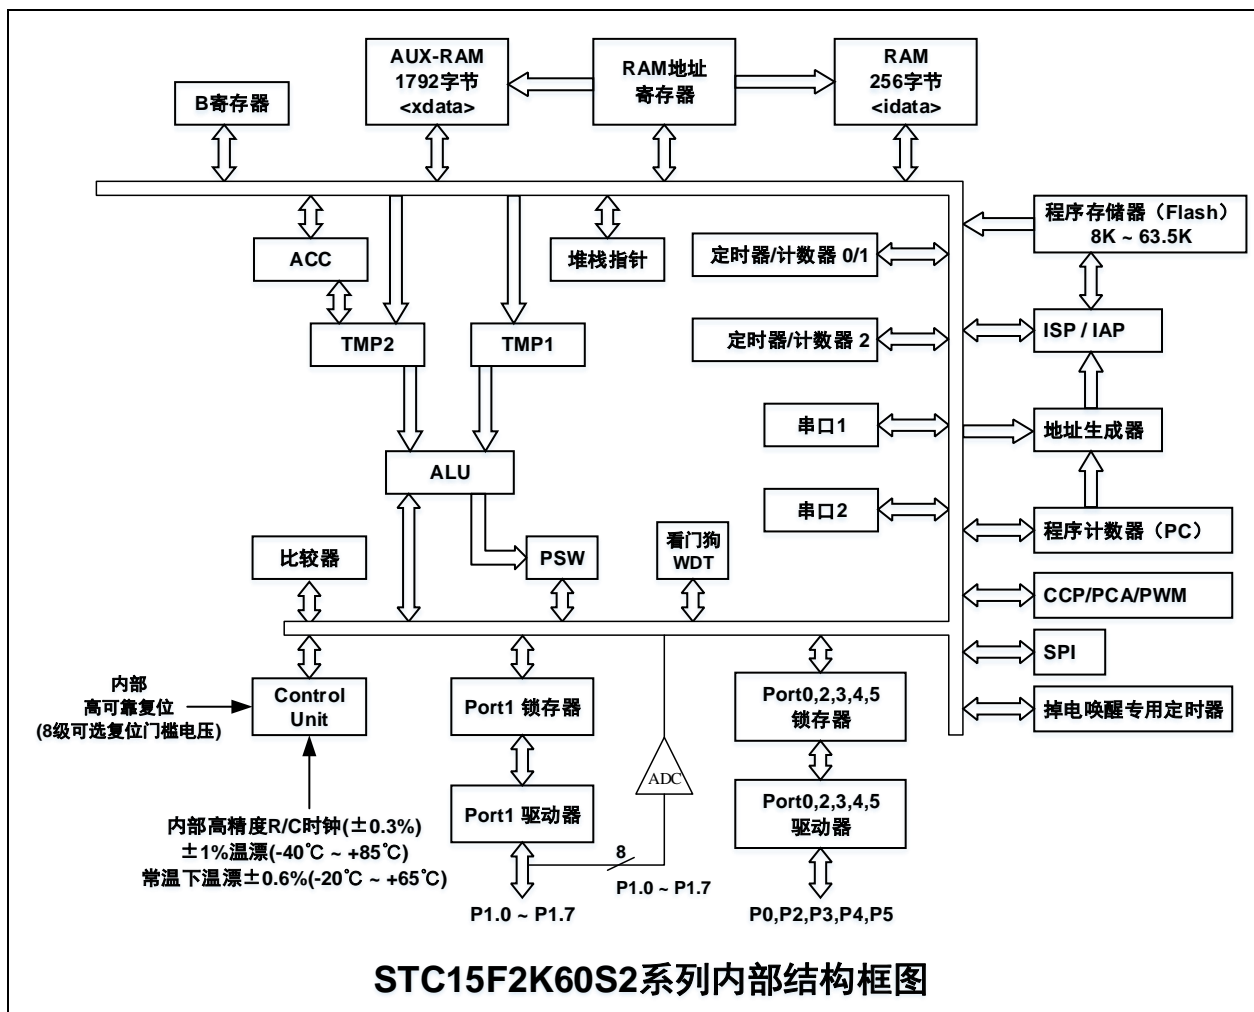 AUX-RAM
1792字节
<xdata>
RAM地址
寄存器
RAM
256字节
<idata>
B寄存器
程序存储器（Flash）
8K ~ 63.5K
ACC
堆栈指针
定时器/计数器 0/1
TMP2
TMP1
定时器/计数器 2
ISP / IAP
串口1
地址生成器
ALU
串口2
程序计数器（PC）
比较器
PSW
看门狗
WDT
CCP/PCA/PWM
SPI
内部
高可靠复位
(8级可选复位门槛电压)
Control
Unit
Port1 锁存器
Port0,2,3,4,5
锁存器
掉电唤醒专用定时器
ADC
Port1 驱动器
Port0,2,3,4,5
驱动器
内部高精度R/C时钟(±0.3%)
±1%温漂(-40℃ ~ +85℃)
常温下温漂±0.6%(-20℃ ~ +65℃)
8
P1.0 ~ P1.7
P1.0 ~ P1.7
P0,P2,P3,P4,P5
STC15F2K60S2系列内部结构框图